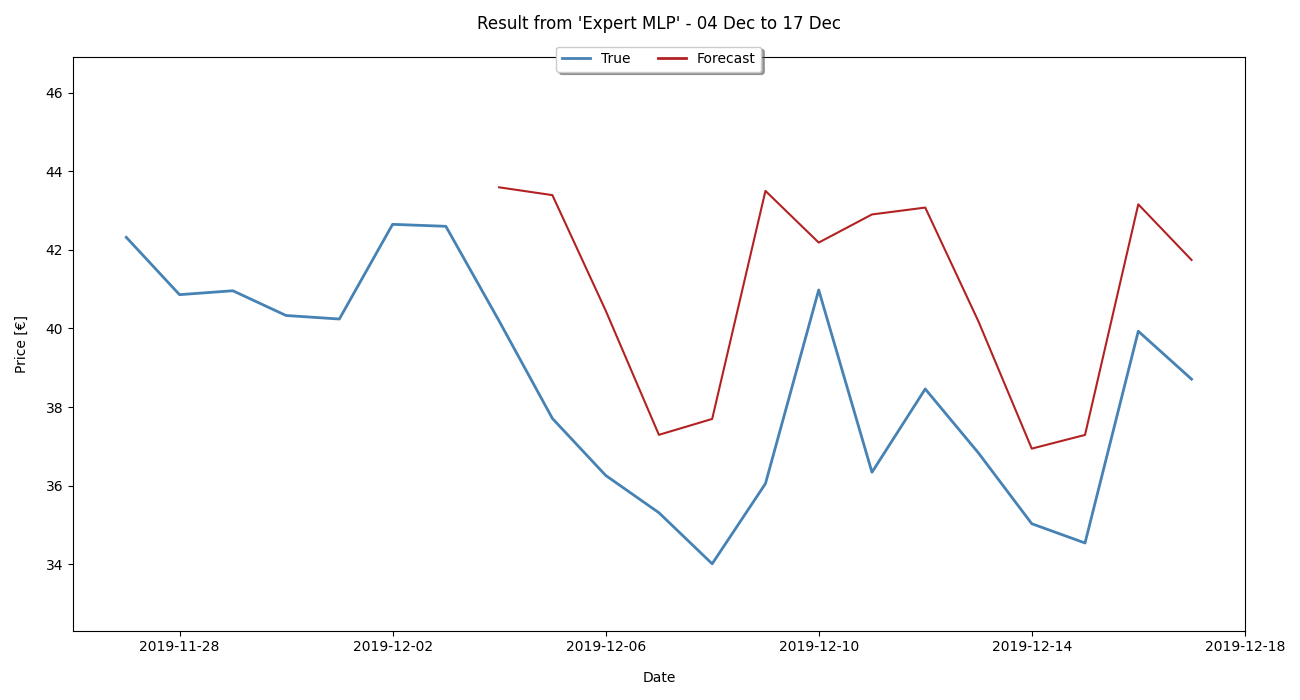 Result from 'Expert MLP' - 04 Dec to 17 Dec
True Forecast
46
44
42
40
38
36
34
Price [€]
2019-11-28 2019-12-02 2019-12-06 2019-12-10 2019-12-14 2019-12-18
Date